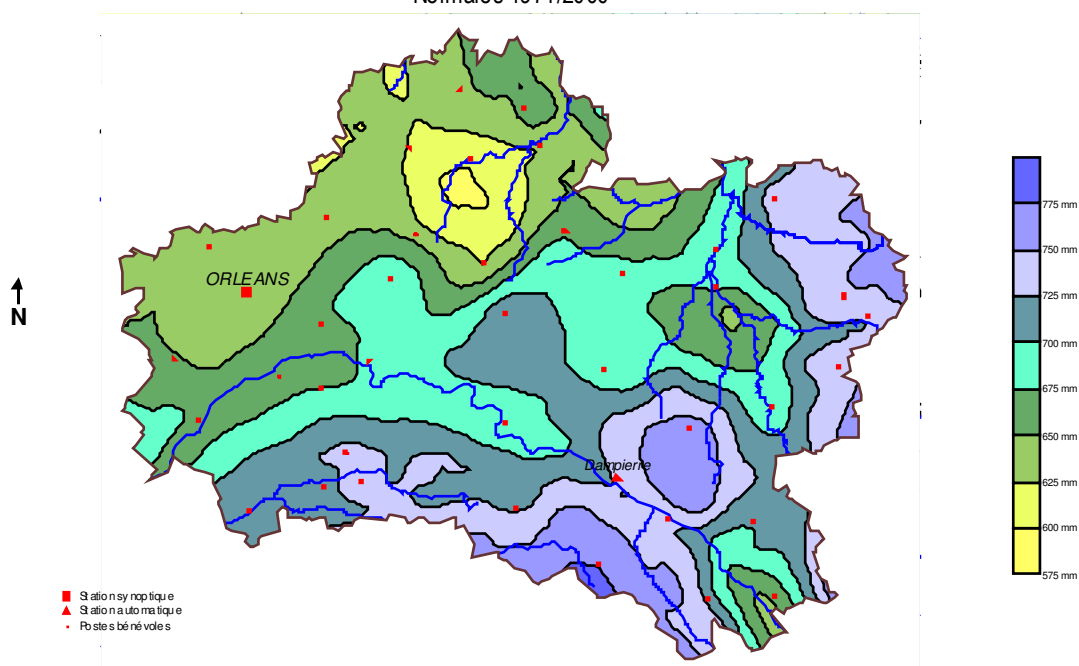 ORLEANS
N
Dampierre
775 mm
750 mm
725 mm
700 mm
675 mm
650 mm
625 mm
600 mm
575 mm
Station synoptique
Station automatique
Postes bénévoles